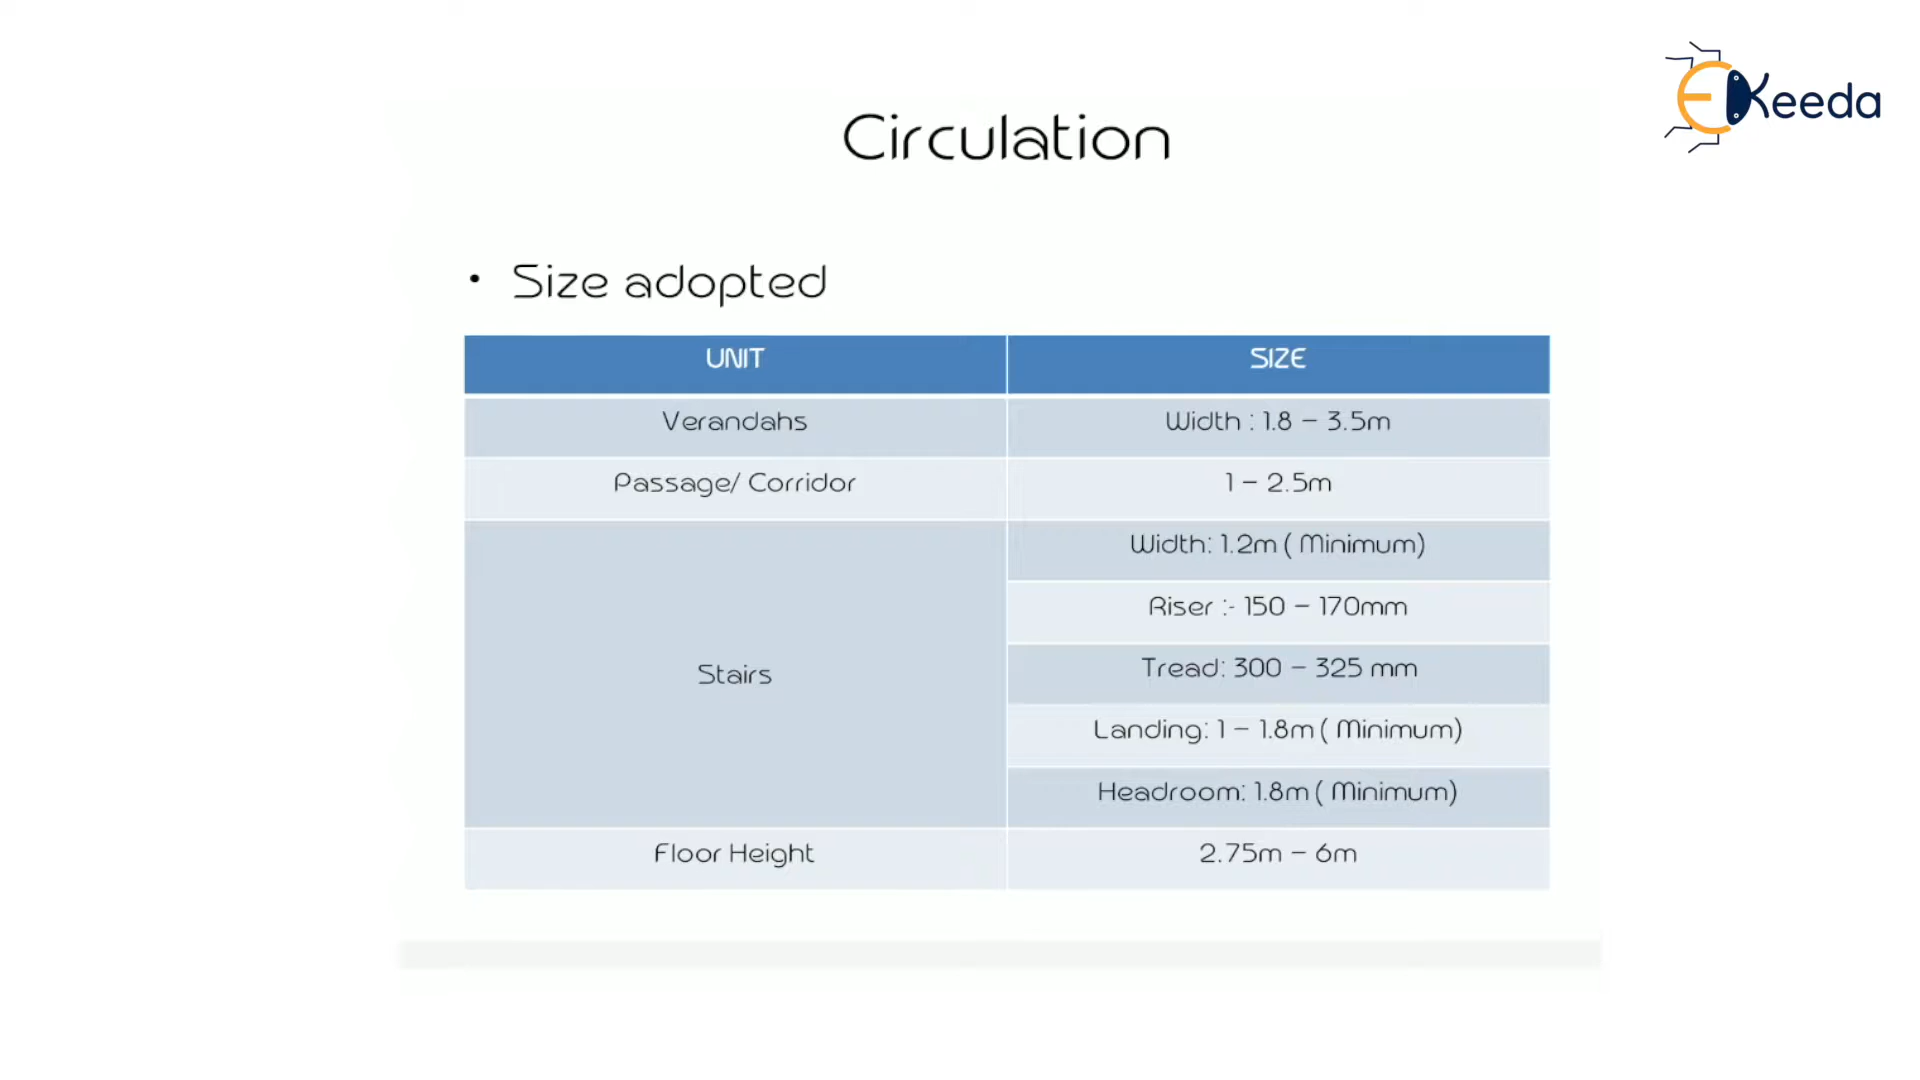 EKeeda
Circulation
• Size adopted
UNIT SIZE
Verandahs Width : 1.8 – 3.5m
Passage/ Corridor 1 – 2.5m
Stairs
Width: 1.2m ( Minimum)
Riser :- 150 – 170mm
Tread: 300 – 325 mm
Landing: 1 – 1.8m ( Minimum)
Headroom: 1.8m ( Minimum)
Floor Height 2.75m – 6m